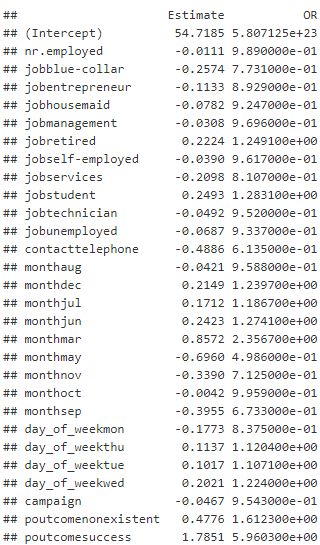 ## Estimate OR
## (Intercept) 54.7185 5.807125e+23
## nr.employed -0.0111 9.890000e-01
## jobblue-collar -0.2574 7.731000e-01
## jobentrepreneur -0.1133 8.929000e-01
## jobhousemaid -0.0782 9.247000e-01
## jobmanagement -0.0308 9.696000e-01
## jobretired 0.2224 1.249100e+00
## jobself-employed -0.0390 9.617000e-01
## jobservices -0.2098 8.107000e-01
## jobstudent 0.2493 1.283100e+00
## jobtechnician -0.0492 9.520000e-01
## jobunemployed -0.0687 9.337000e-01
## contacttelephone -0.4886 6.135000e-01
## monthaug -0.0421 9.588000e-01
## monthdec 0.2149 1.239700e+00
## monthjul 0.1712 1.186700e+00
## monthjun 0.2423 1.274100e+00
## monthmar 0.8572 2.356700e+00
## monthmay -0.6960 4.986000e-01
## monthnov -0.3390 7.125000e-01
## monthoct -0.0042 9.959000e-01
## monthsep -0.3955 6.733000e-01
## day_of_weekmon -0.1773 8.375000e-01
## day_of_weekthu 0.1137 1.120400e+00
## day_of_weektue 0.1017 1.107100e+00
## day_of_weekwed 0.2021 1.224000e+00
## campaign -0.0467 9.543000e-01
## poutcomenonexistent 0.4776 1.612300e+00
## poutcomesuccess 1.7851 5.960300e+00